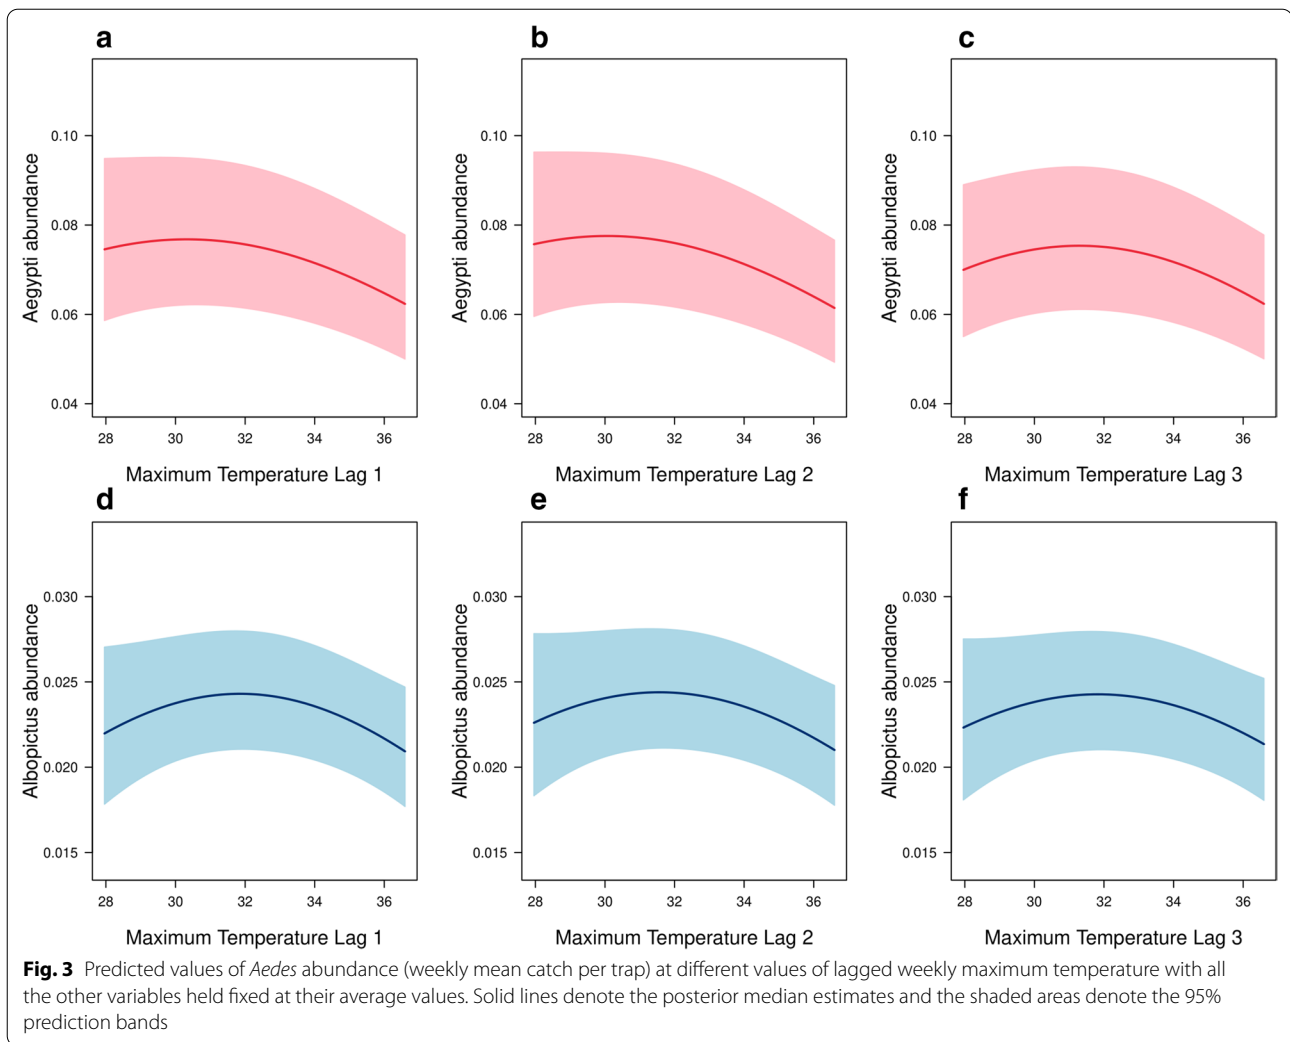 a
b
c
Aegypti abundance
0.10
0.08
0.06
0.04
28 30 32 34 36
Maximum Temperature Lag 1
Aegypti abundance
0.10
0.08
0.06
0.04
28 30 32 34 36
Maximum Temperature Lag 2
Aegypti abundance
0.10
0.08
0.06
0.04
28 30 32 34 36
Maximum Temperature Lag 3
d
e
f
Albopictus abundance
0.030
0.025
0.020
0.015
28 30 32 34 36
Maximum Temperature Lag 1
Albopictus abundance
0.030
0.025
0.020
0.015
28 30 32 34 36
Maximum Temperature Lag 2
Albopictus abundance
0.030
0.025
0.020
0.015
28 30 32 34 36
Maximum Temperature Lag 3
Fig. 3 Predicted values of Aedes abundance (weekly mean catch per trap) at different values of lagged weekly maximum temperature with all
the other variables held fixed at their average values. Solid lines denote the posterior median estimates and the shaded areas denote the 95%
prediction bands